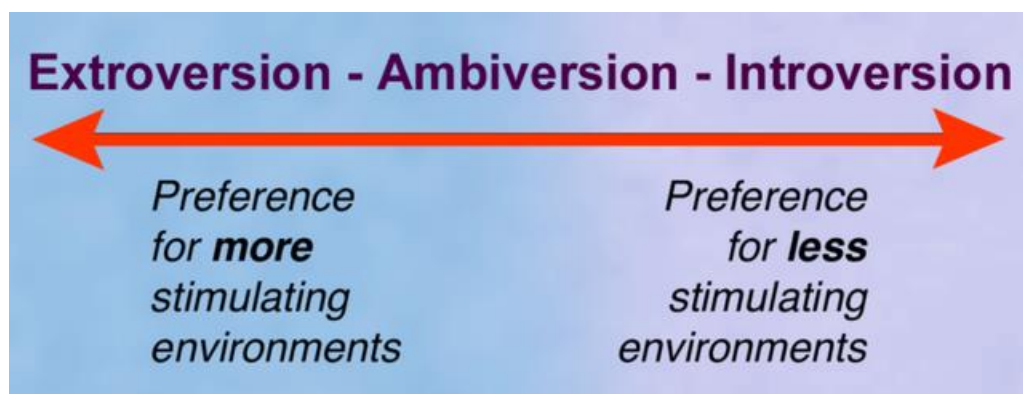 Extroversion - Ambiversion - Introversion
Preference
for more
stimulating
environments
Preference
for less
stimulating
environments